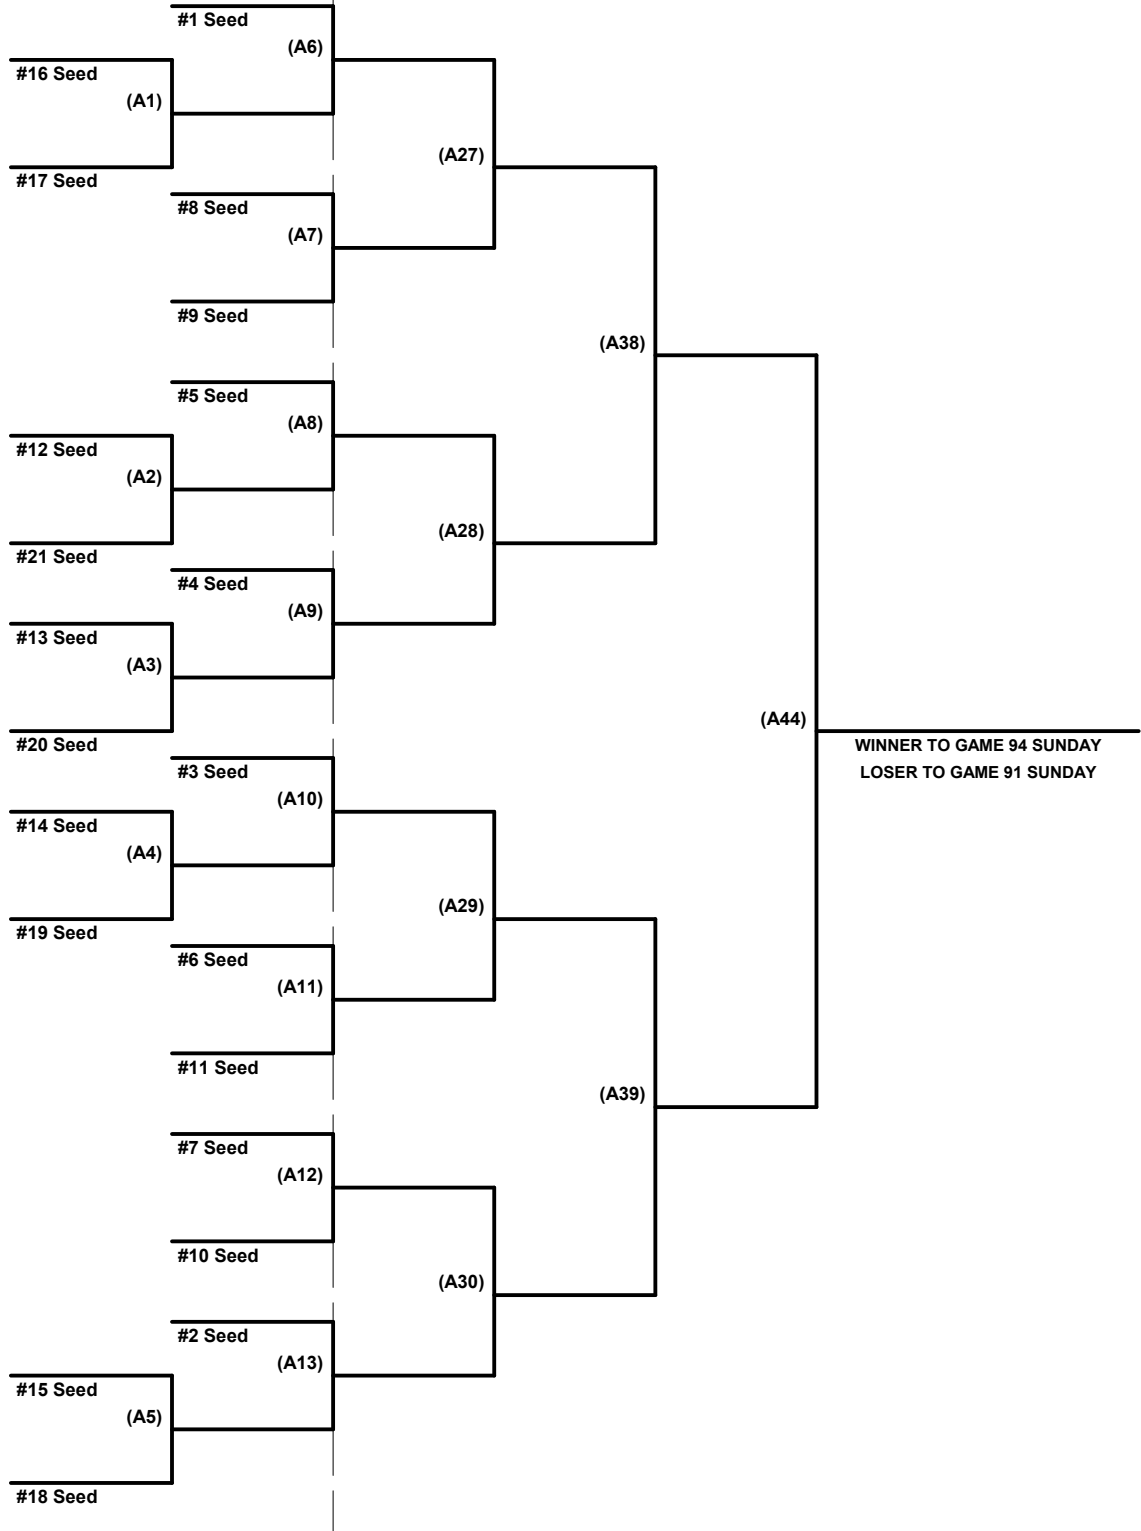 #1 Seed
(A6)
#16 Seed
(A1)
(A27)
#17 Seed
#8 Seed
(A7)
#9 Seed
(A38)
#5 Seed
(A8)
#12 Seed
(A2)
(A28)
#21 Seed
#4 Seed
(A9)
#13 Seed
(A3)
(A44)
#20 Seed
WINNER TO GAME 94 SUNDAY
LOSER TO GAME 91 SUNDAY
#3 Seed
(A10)
#14 Seed
(A4)
(A29)
#19 Seed
#6 Seed
(A11)
#11 Seed
(A39)
#7 Seed
(A12)
#10 Seed
(A30)
#2 Seed
(A13)
#15 Seed
(A5)
#18 Seed